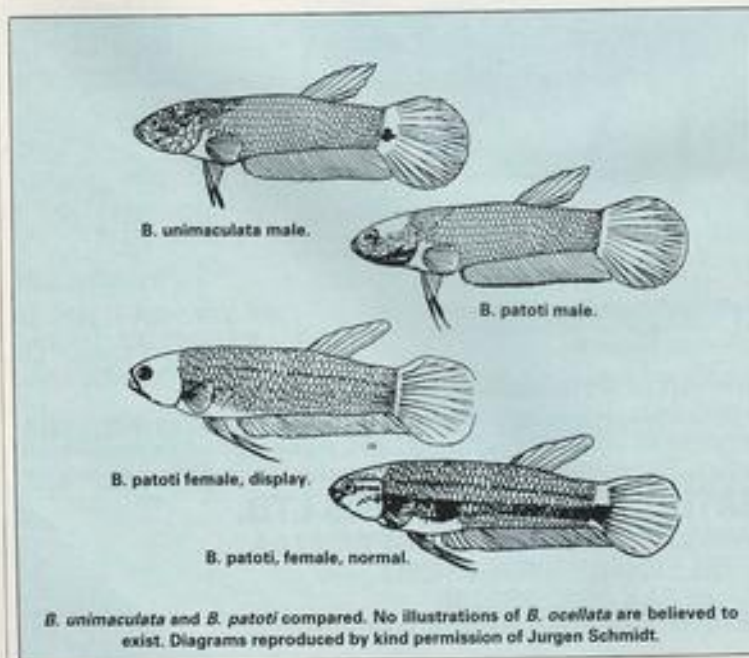 B. unimaculata male.
B. patoti male.
B. patoti female, display.
B. patoti, female, normal.
B. unimaculata and B. patoti compared. No illustrations of B. ocellata are believed to
exist. Diagrams reproduced by kind permission of Jurgen Schmidt.